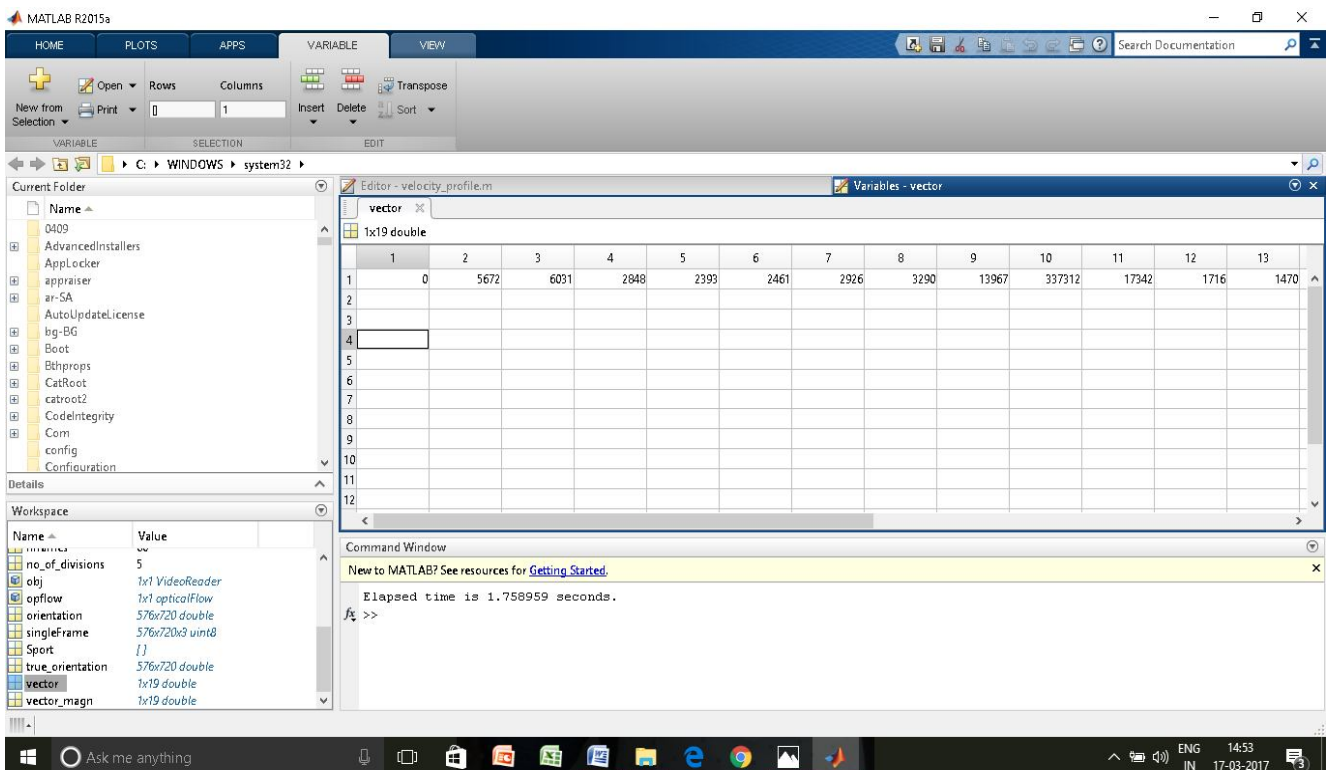 MATLAB R2015a
HOME PLOTS APPS VARIABLE VIEW Search Documentation
New from Selection Open Print Rows Columns Insert Delete Transpose Sort
[] 1
VARIABLE SELECTION EDIT
C: WINDOWS system32
Current Folder
Name
0409
AdvancedInstallers
AppLocker
appraiser
ar-SA
AutoUpdateLicense
bg-BG
Boot
Bthprops
CatRoot
catroot2
CodeIntegrity
Com
config
Configuration
Details
Workspace
Name Value
no_of_divisions 5
obj 1x1 VideoReader
opflow 1x1 opticalFlow
orientation 576x720 double
singleFrame 576x720x3 uint8
Sport []
true_orientation 576x720 double
vector 1x19 double
vector_magn 1x19 double
Editor - velocity_profile.m Variables - vector
vector
1x19 double
1 2 3 4 5 6 7 8 9 10 11 12 13
1 0 5672 6031 2848 2393 2461 2926 3290 13967 337312 17342 1716 1470
2
3
4
5
6
7
8
9
10
11
12
Command Window
New to MATLAB? See resources for Getting Started.
Elapsed time is 1.758959 seconds.
fx >>
Ask me anything
ENG 14:53
IN 17-03-2017
3